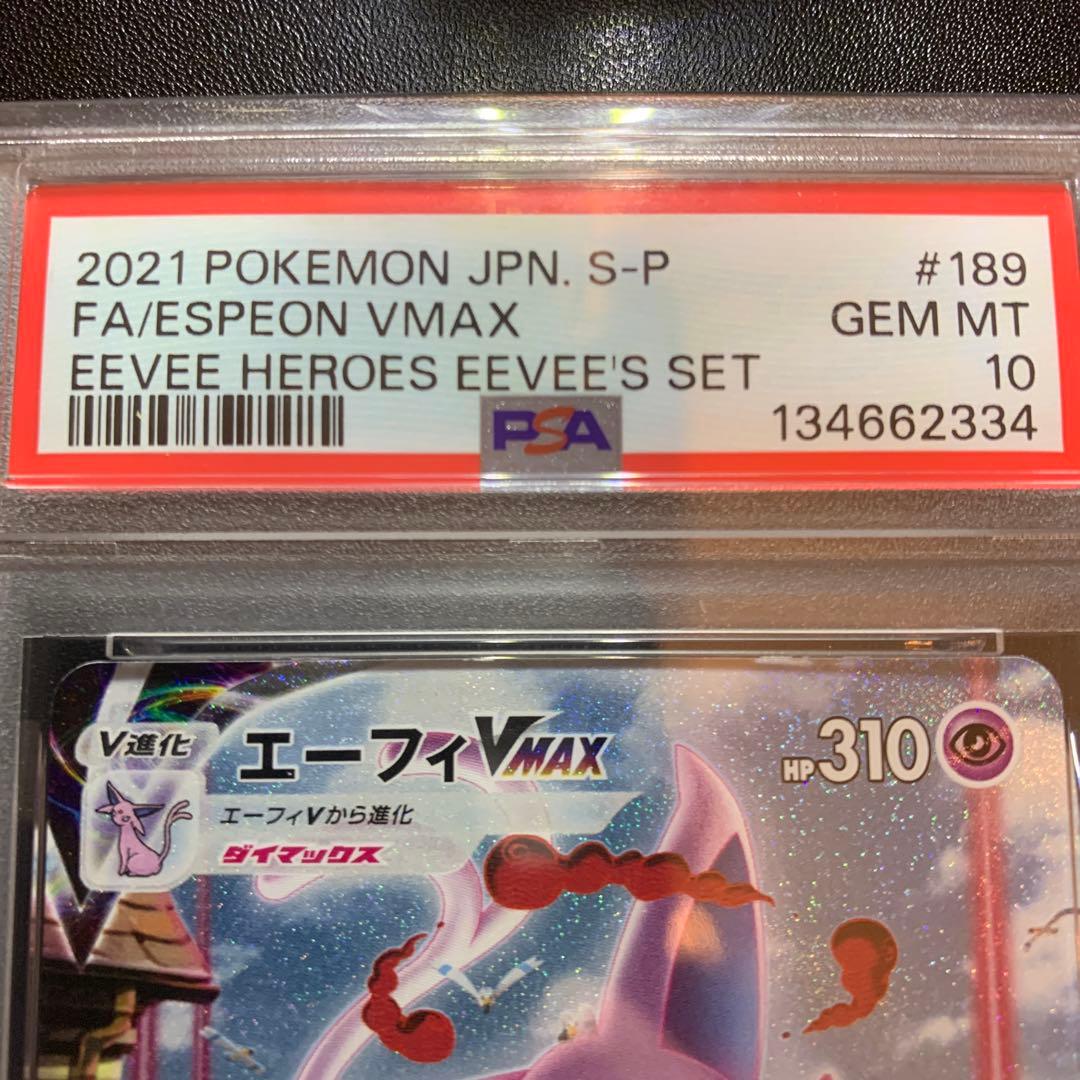 2021 POKEMON JPN. S-P #189
FA/ESPEON VMAX GEM MT
EEVEE HEROES EEVEE'S SET 10
PSA 134662334
V進化 エーフィVMAX HP310
エーフィVから進化
ダイマックス